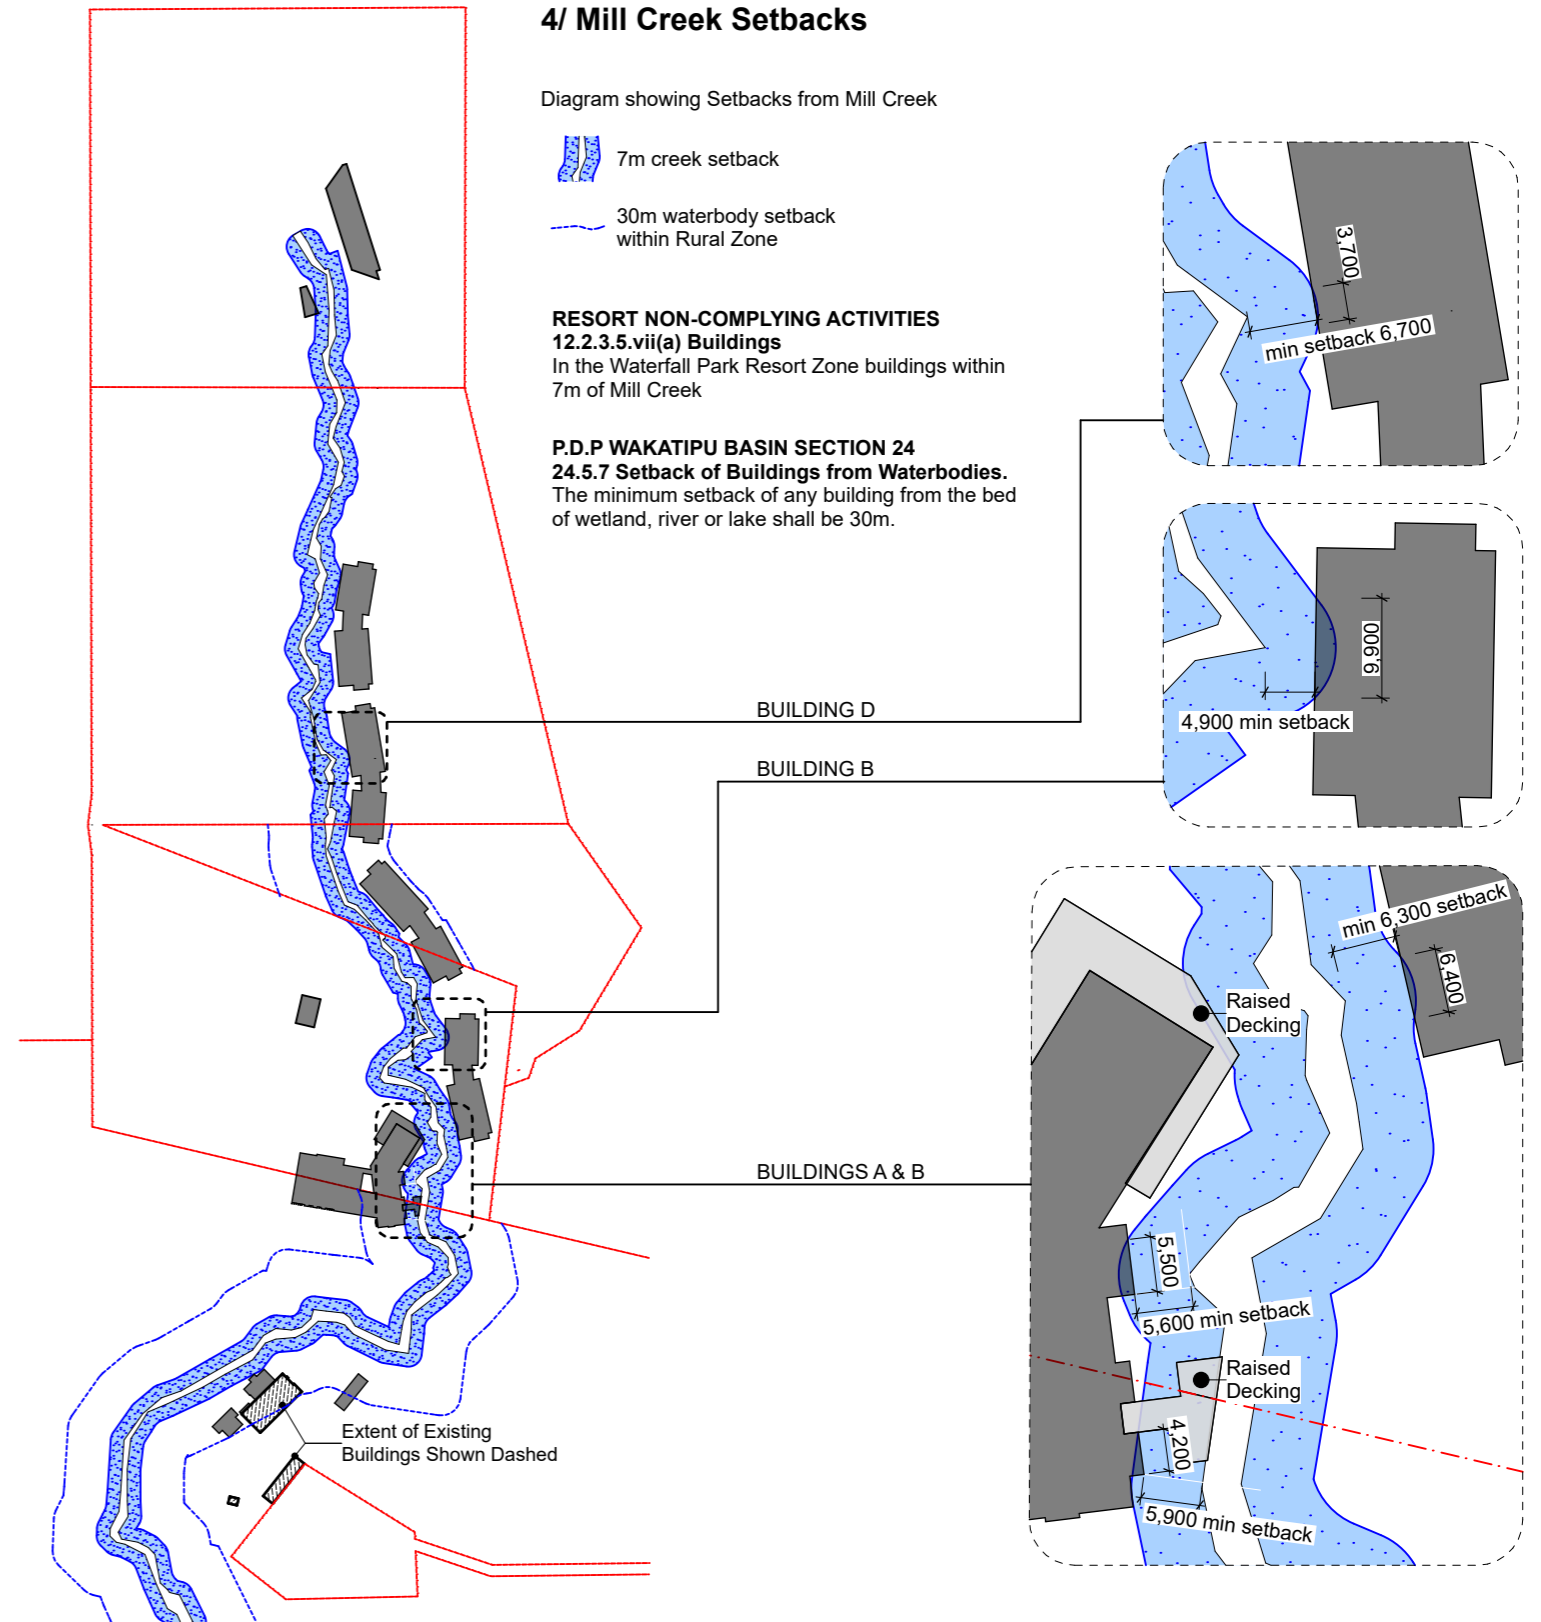 4/ Mill Creek Setbacks
Diagram showing Setbacks from Mill Creek
7m creek setback
30m waterbody setback
within Rural Zone
RESORT NON-COMPLYING ACTIVITIES
12.2.3.5.vii(a) Buildings
In the Waterfall Park Resort Zone buildings within
7m of Mill Creek
P.D.P WAKATIPU BASIN SECTION 24
24.5.7 Setback of Buildings from Waterbodies.
The minimum setback of any building from the bed
of wetland, river or lake shall be 30m.
3,700
min setback 6,700
BUILDING D
6,900
4,900 min setback
BUILDING B
min 6,300 setback
6,400
Raised
Decking
BUILDINGS A & B
5,500
5,600 min setback
Raised
Decking
4,200
5,900 min setback
Extent of Existing
Buildings Shown Dashed